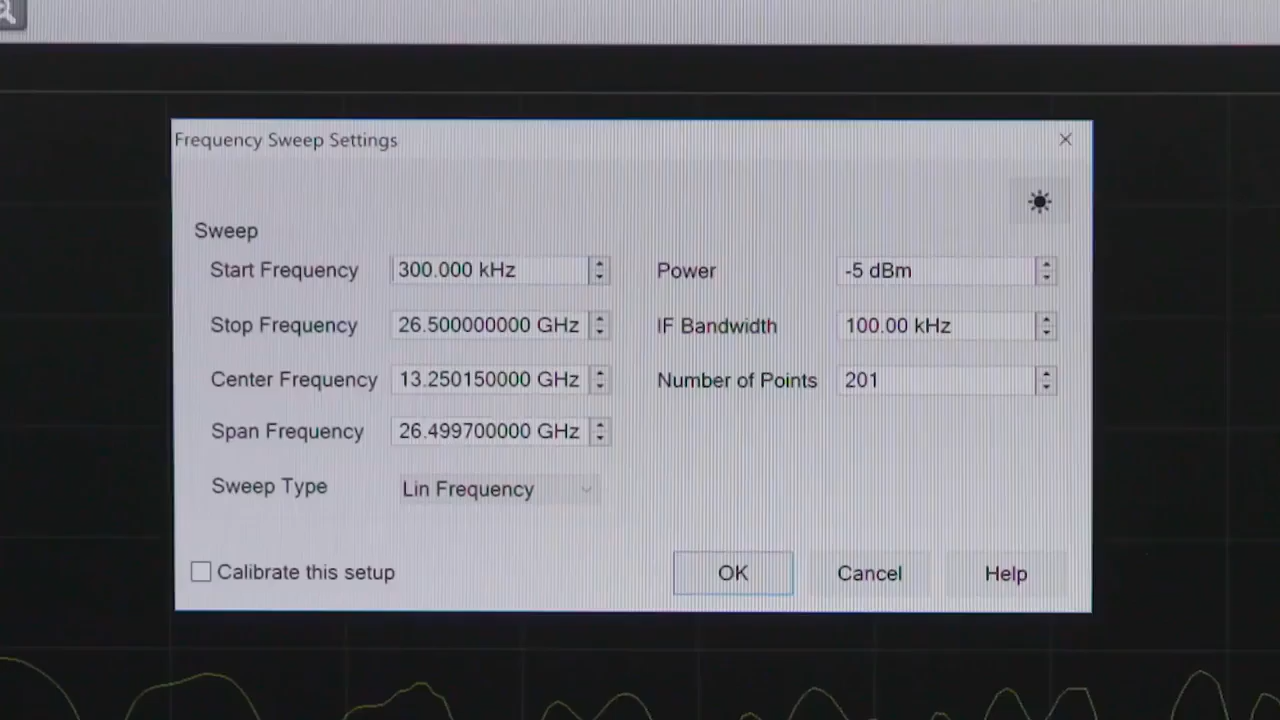 Frequency Sweep Settings
Sweep
Start Frequency 300.000 kHz Power -5 dBm
Stop Frequency 26.500000000 GHz IF Bandwidth 100.00 kHz
Center Frequency 13.250150000 GHz Number of Points 201
Span Frequency 26.499700000 GHz
Sweep Type Lin Frequency
Calibrate this setup OK Cancel Help